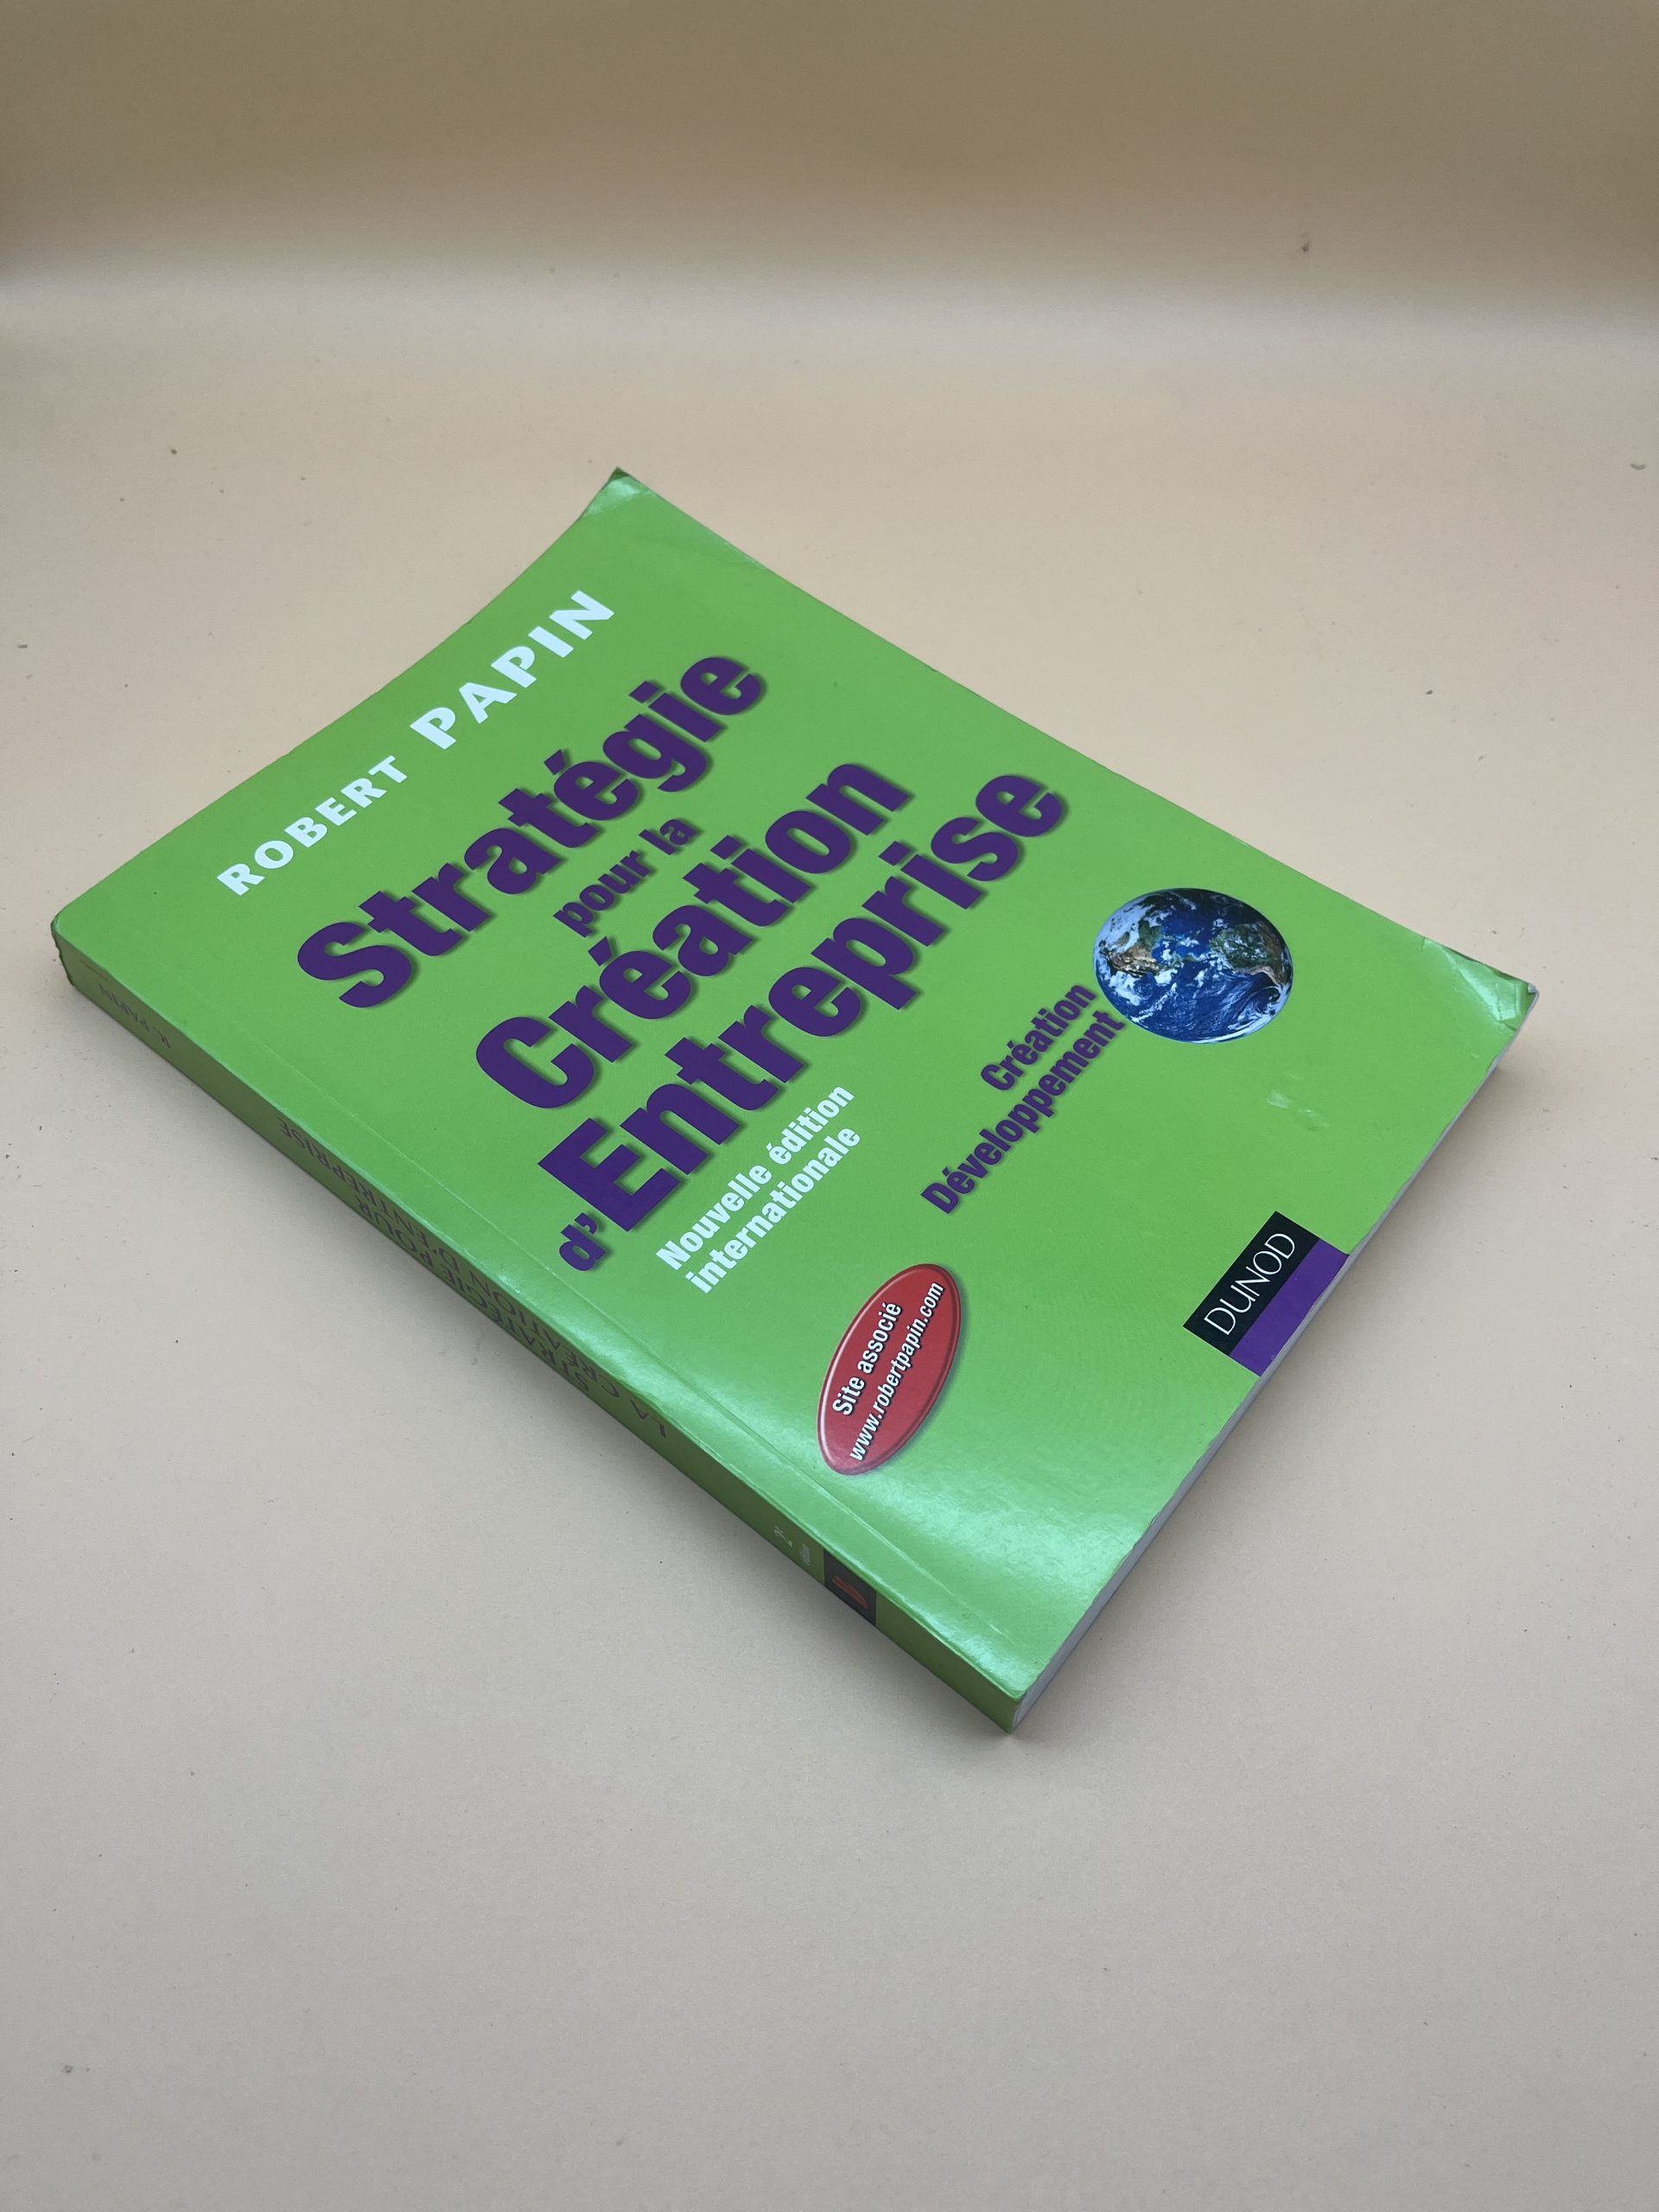 ROBERT PAPIN
Stratégie
pour la
Création
d'Entreprise
Nouvelle édition
internationale
Création
Développement
Site associé
www.robertpapin.com
DUNOD
R. PAPIN
STRATÉGIE POUR
LA CRÉATION D'ENTREPRISE